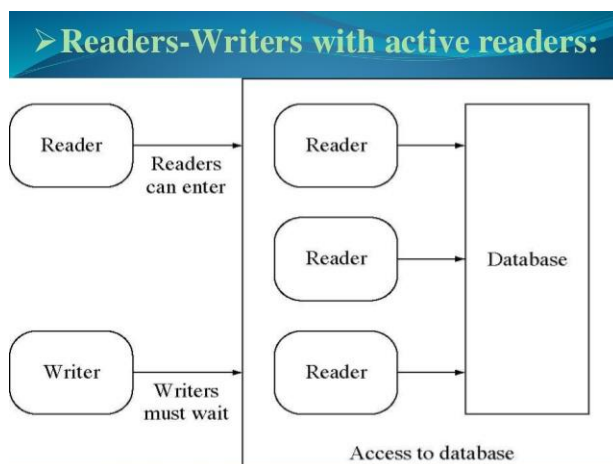 ➢Readers-Writers with active readers:
Reader
Readers
can enter
Reader
Reader
Database
Writer
Writers
must wait
Reader
Access to database